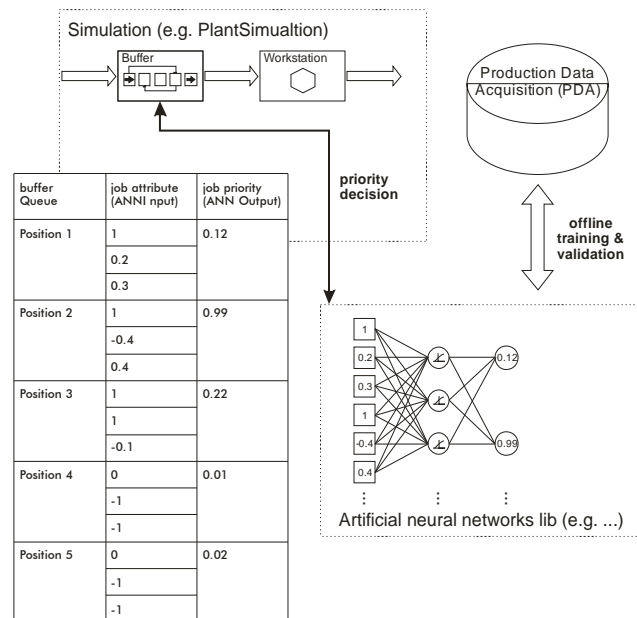 Simulation (e.g. PlantSimualtion)
Buffer
Workstation
Production Data
Acquisition (PDA)
priority
decision
offline
training &
validation
buffer
Queue
job attribute
(ANNI nput)
job priority
(ANN Output)
Position 1
1
0.12
0.2
0.3
Position 2
1
0.99
-0.4
0.4
Position 3
1
0.22
1
-0.1
Position 4
0
0.01
-1
-1
Position 5
0
0.02
-1
-1
1
0.2
0.12
0.3
1
-0.4
0.99
0.4
Artificial neural networks lib (e.g. ...)